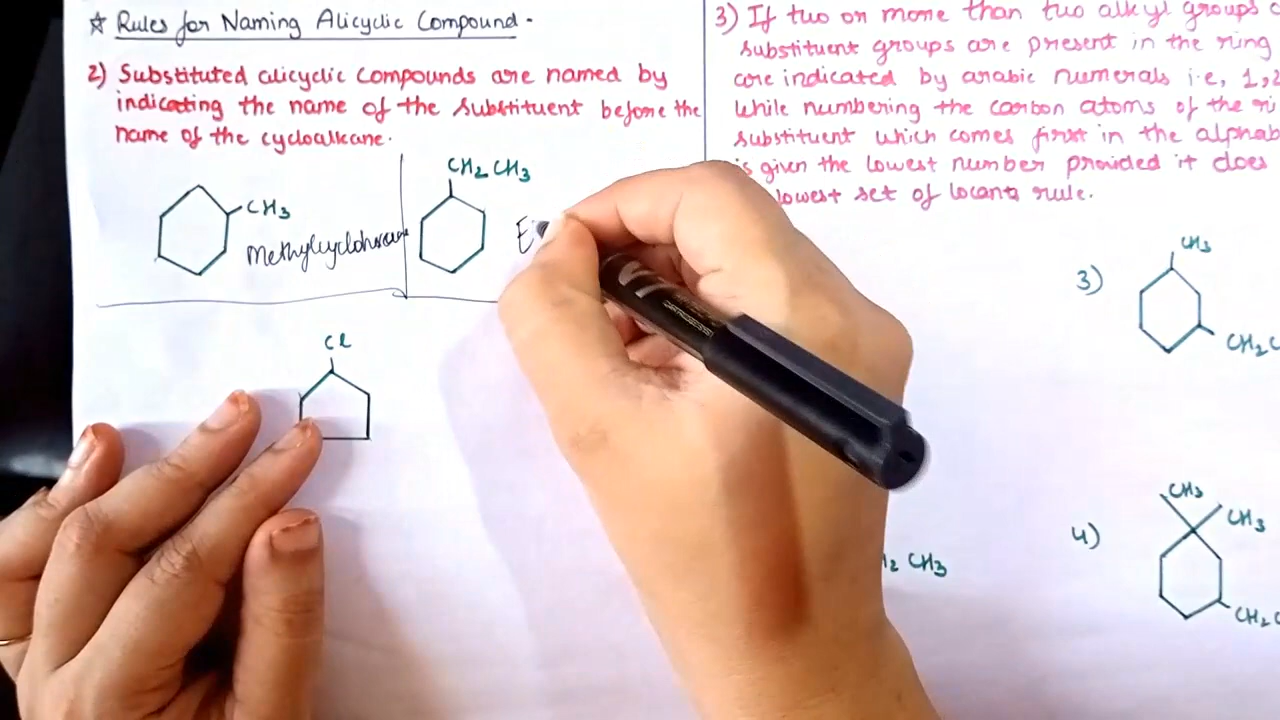 ☆ Rules for Naming Alicyclic Compound -
2) Substituted alicyclic compounds are named by
indicating the name of the substituent before the
name of the cycloalkane.
CH3
Methylcyclohexane
CH2 CH3
E
Cl
3) If two or more than two alkyl groups
substituent groups are present in the ring
are indicated by arabic numerals i.e, 1,2
While numbering the carbon atoms of the
substituent which comes first in the
is given the lowest number provided it does
lowest set of locants rule.
3)
CH3
CH2
4)
CH3
CH3
CH2
CH3